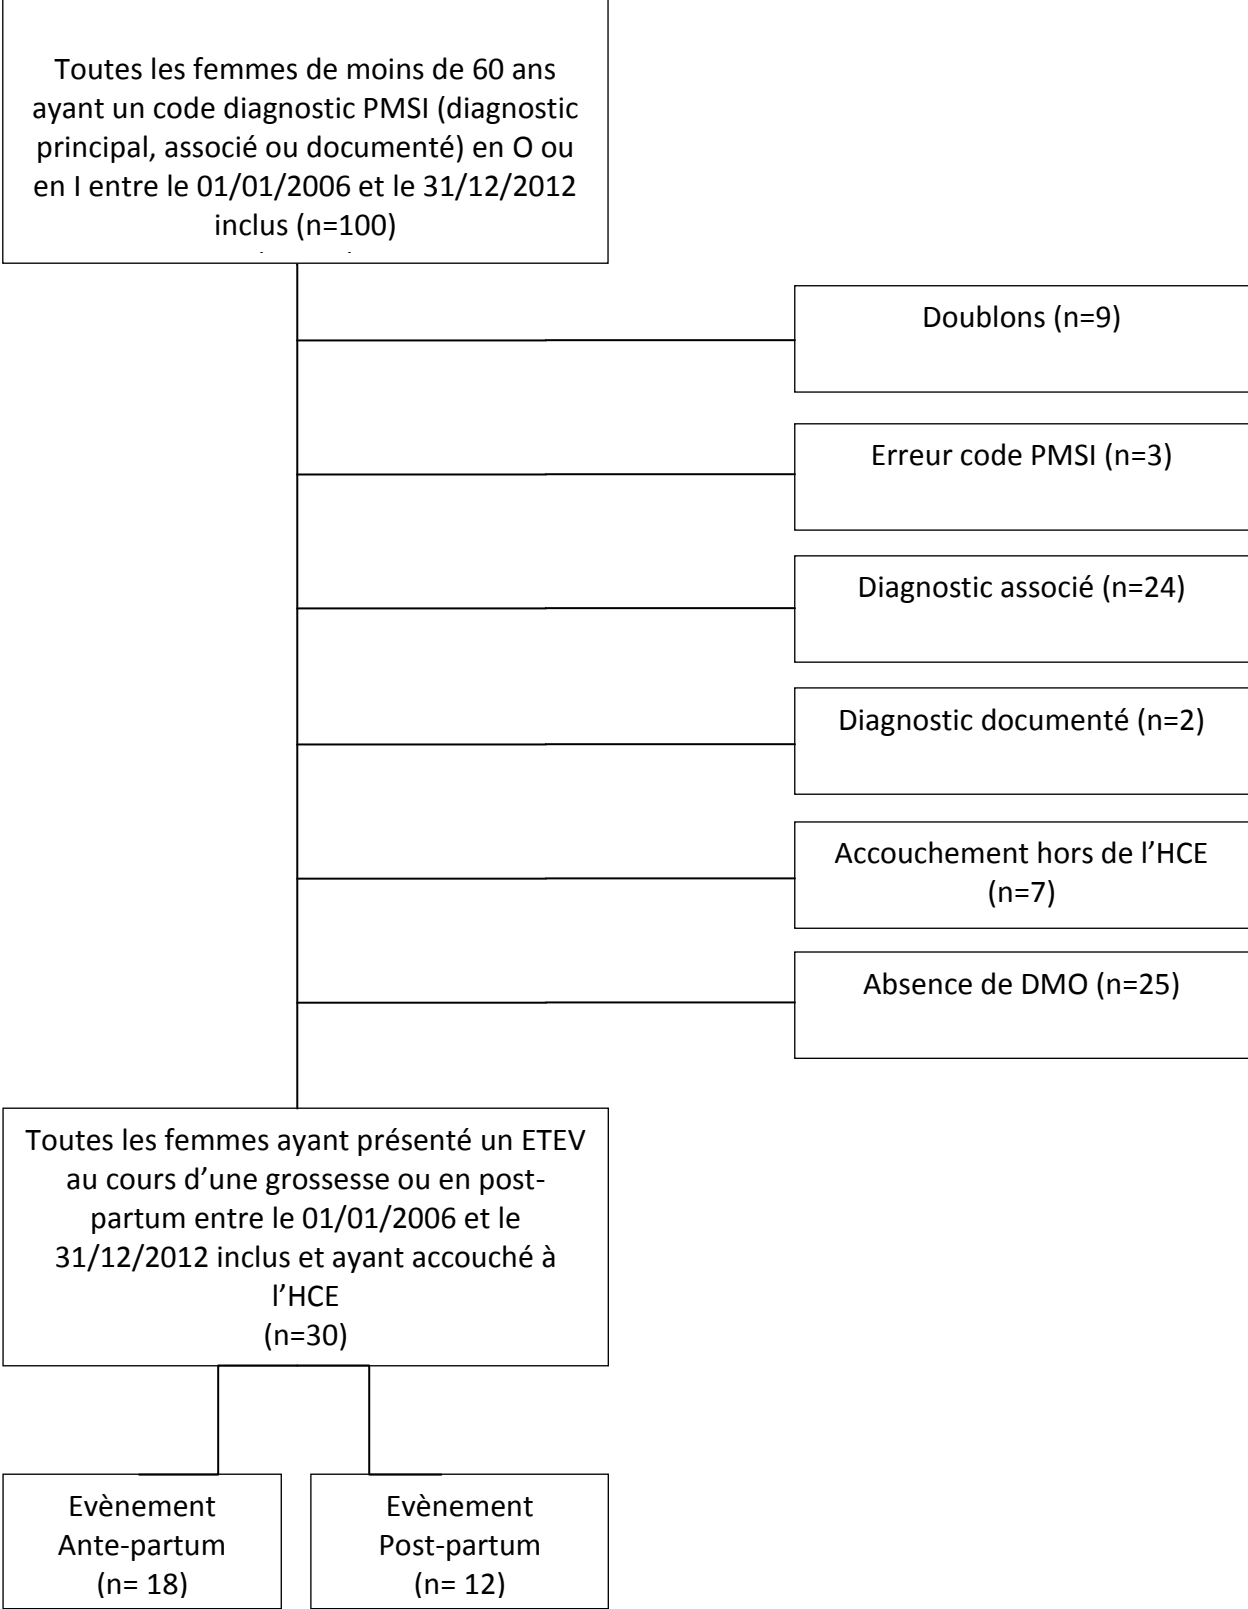 Toutes les femmes de moins de 60 ans
ayant un code diagnostic PMSI (diagnostic
principal, associé ou documenté) en O ou
en I entre le 01/01/2006 et le 31/12/2012
inclus (n=100)
Doublons (n=9)
Erreur code PMSI (n=3)
Diagnostic associé (n=24)
Diagnostic documenté (n=2)
Accouchement hors de l’HCE
(n=7)
Absence de DMO (n=25)
Toutes les femmes ayant présenté un ETEV
au cours d’une grossesse ou en post-
partum entre le 01/01/2006 et le
31/12/2012 inclus et ayant accouché à
l’HCE
(n=30)
Evènement
Ante-partum
(n= 18)
Evènement
Post-partum
(n= 12)